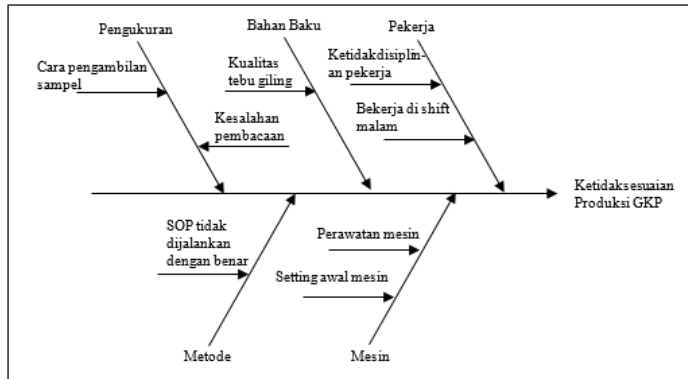 Pengukuran
Bahan Baku
Pekerja
Cara pengambilan
sampel
Kualitas
tebu giling
Ketidakdisiplin-
an pekerja
Kesalahan
pembacaan
Bekerja di shift
malam
Ketidaksesuaian
Produksi GKP
SOP tidak
dijalankan
dengan benar
Perawatan mesin
Setting awal mesin
Metode
Mesin